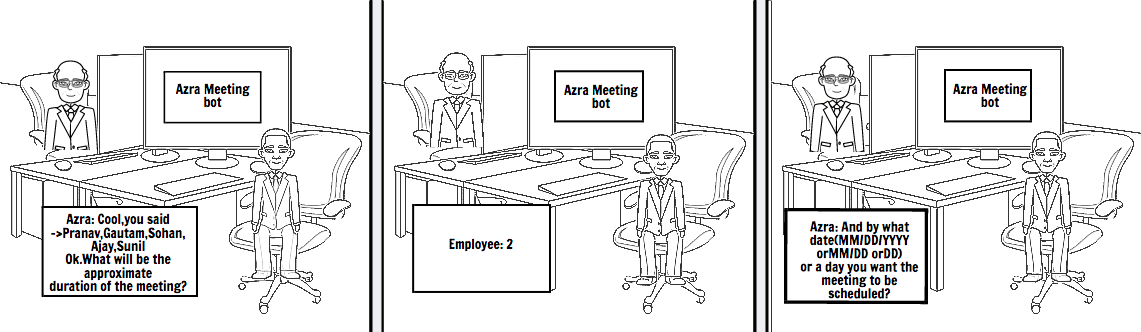 Azra Meeting
bot
Azra: Cool,you said
->Pranay,Gautam,Sohan,
Ajay,Sunil
Ok.What will be the
approximate
duration of the meeting?
Azra Meeting
bot
Employee: 2
Azra Meeting
bot
Azra: And by what
date(MM/DD/YYYY
orMM/DD orDD)
or a day you want the
meeting to be
scheduled?